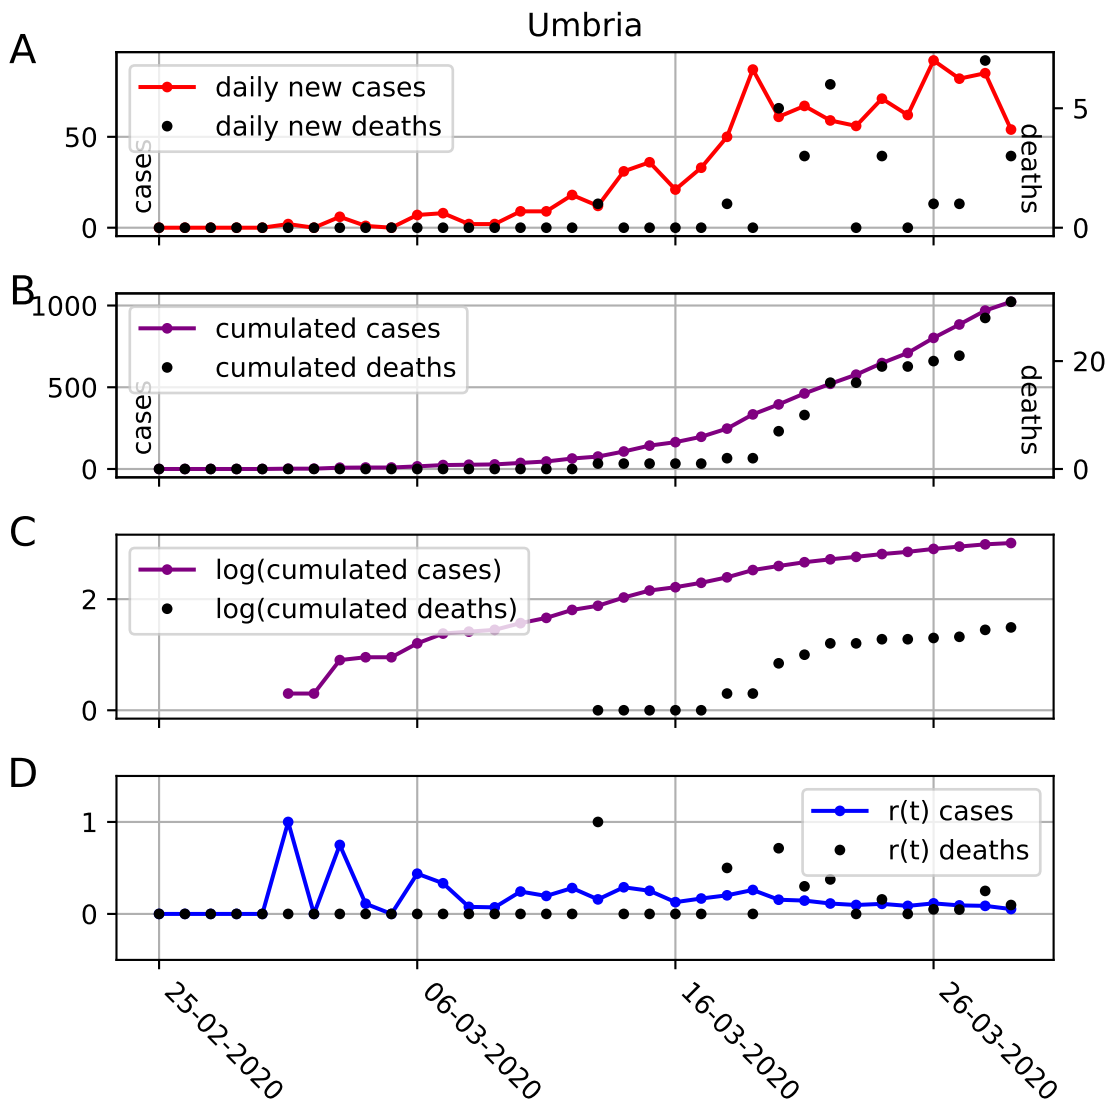 Umbria
A
daily new cases
daily new deaths
50
0
cases
5
0
deaths
B
cumulated cases
cumulated deaths
1000
500
0
cases
20
0
deaths
C
log(cumulated cases)
log(cumulated deaths)
2
0
D
r(t) cases
r(t) deaths
1
0
25-02-2020
06-03-2020
16-03-2020
26-03-2020